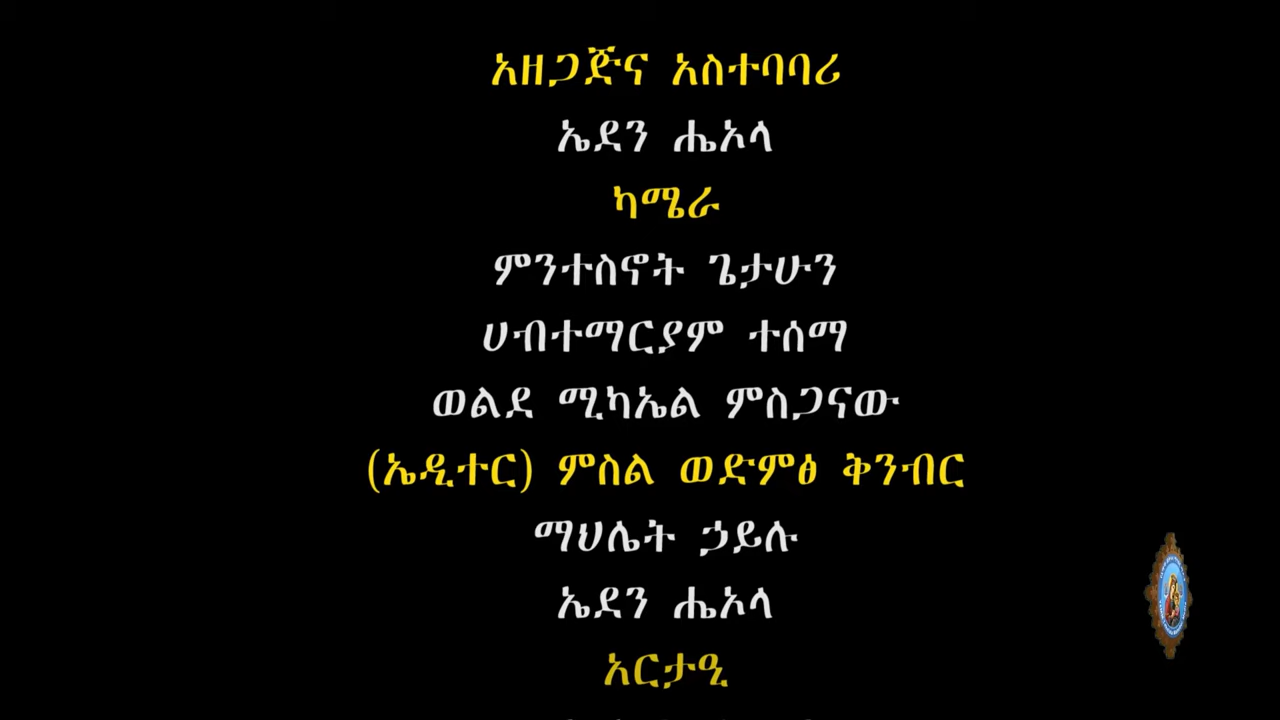 አዘጋጅና አስተባባሪ
ኤደን ሔኦላ
ካሜራ
ምንተስኖት ጌታሁን
ሀብተማርያም ተሰማ
ወልደ ሚካኤል ምስጋናው
(ኤዲተር) ምስል ወድምፅ ቅንብር
ማህሌት ኃይሉ
ኤደን ሔኦላ
አርታዒ